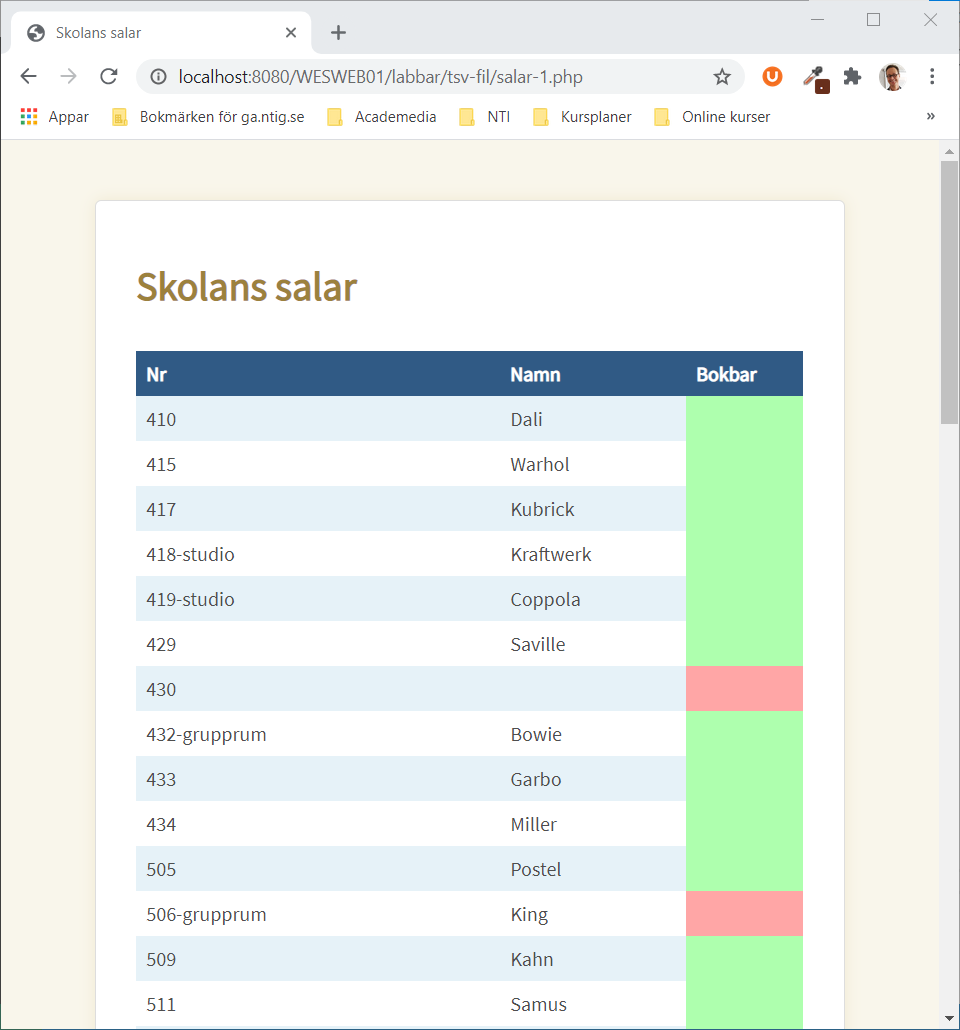 Skolans salar
localhost:8080/WESWEB01/labbar/tsv-fil/salar-1.php
Appar Bokmärken för ga.ntig.se Academedia NTI Kursplaner Online kurser »
Skolans salar
Nr Namn Bokbar
410 Dali
415 Warhol
417 Kubrick
418-studio Kraftwerk
419-studio Coppola
429 Saville
430
432-grupprum Bowie
433 Garbo
434 Miller
505 Postel
506-grupprum King
509 Kahn
511 Samus